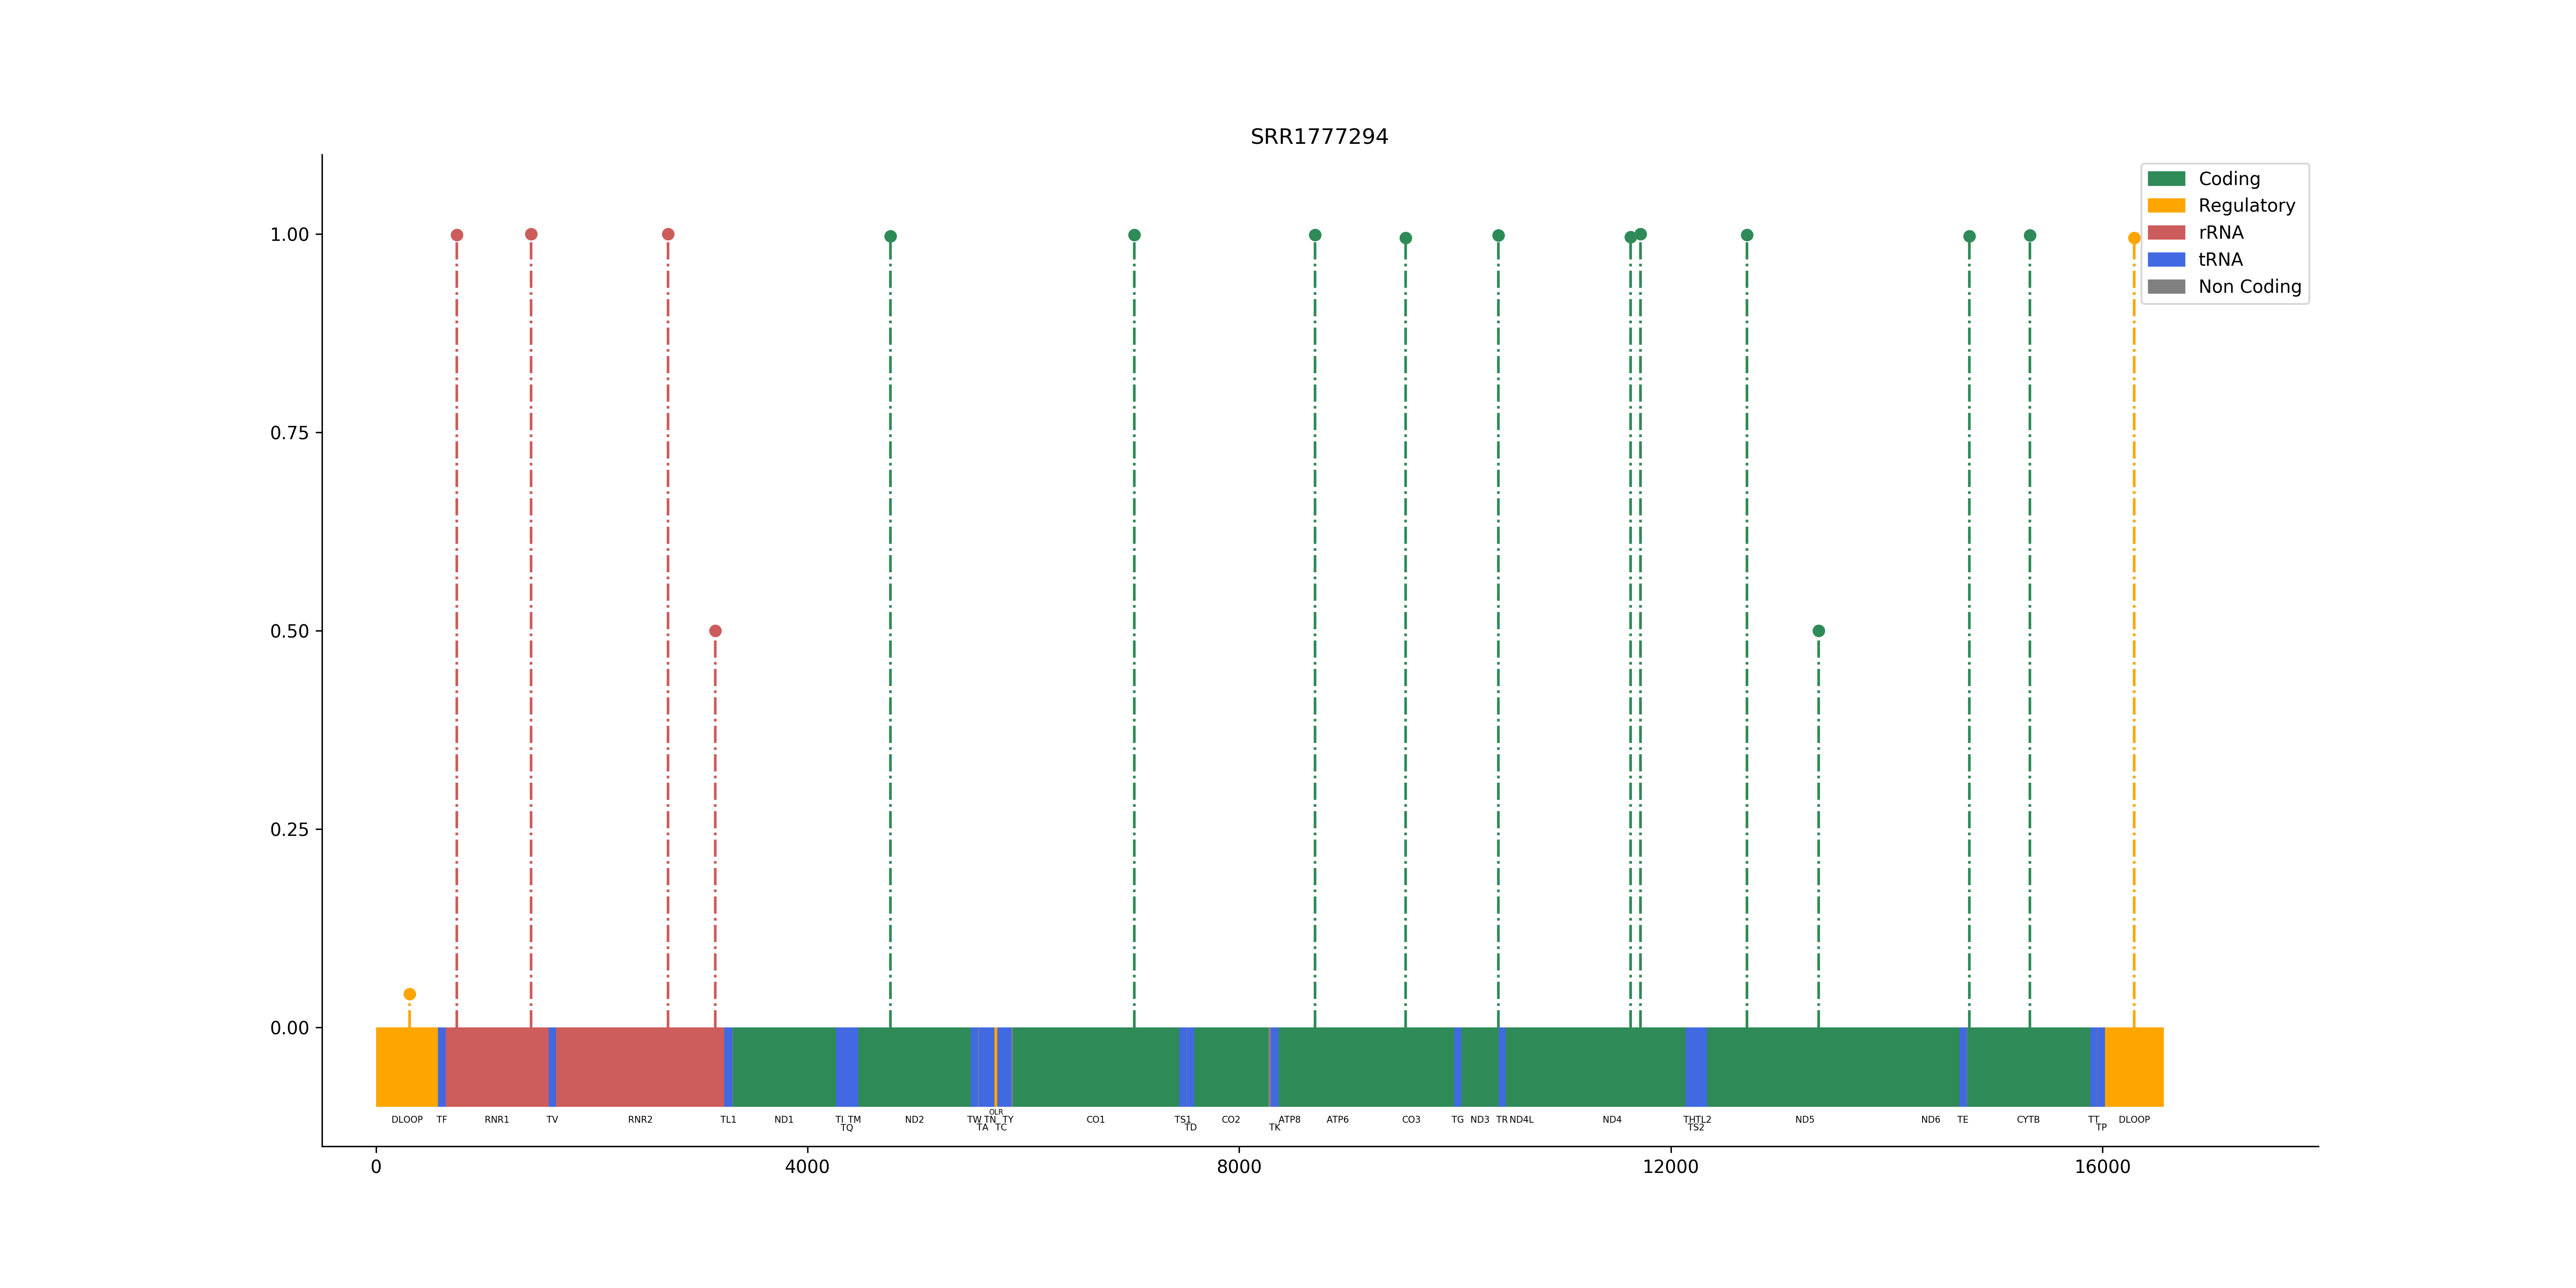 SRR1777294
Coding
Regulatory
rRNA
tRNA
Non Coding
1.00
0.75
0.50
0.25
0.00
OLR
DLOOP TF RNR1 TV RNR2 TL1 ND1 TI TM ND2 TW TN TY CO1 TS1 CO2 ATP8 ATP6 CO3 TG ND3 TR ND4L ND4 TH TL2 ND5 ND6 TE CYTB TT DLOOP
TQ TA TC TD TK TS2 TP
0 4000 8000 12000 16000